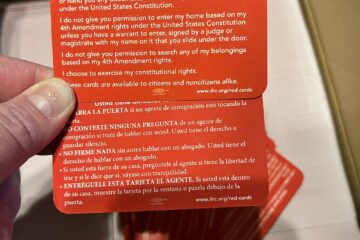 or hand you any
under the United States Constitution.
I do not give you permission to enter my home based on my
4th Amendment rights under the United States Constitution
unless you have a warrant to enter, signed by a judge or
magistrate with my name on it that you slide under the door.
I do not give you permission to search any of my belongings
based on my 4th Amendment rights.
I choose to exercise my constitutional rights.
These cards are available to citizens and noncitizens alike.
www.ilrc.org/red-cards
Usted tiene
ABRA LA PUERTA si un agente de inmigración está tocando la
puerta.
• NO CONTESTE NINGUNA PREGUNTA de un agente de
inmigración si trata de hablar con usted. Usted tiene el derecho a
guardar silencio.
• NO FIRME NADA sin antes hablar con un abogado. Usted tiene el
derecho de hablar con un abogado.
• Si usted está fuera de su casa, pregúntele al agente si tiene la libertad de
irse y si le dice que sí, váyase con tranquilidad.
• ENTRÉGUELE ESTA TARJETA AL AGENTE. Si usted está dentro
de su casa, muestre la tarjeta por la ventana o pásela debajo de la
puerta.
www.ilrc.org/red-cards